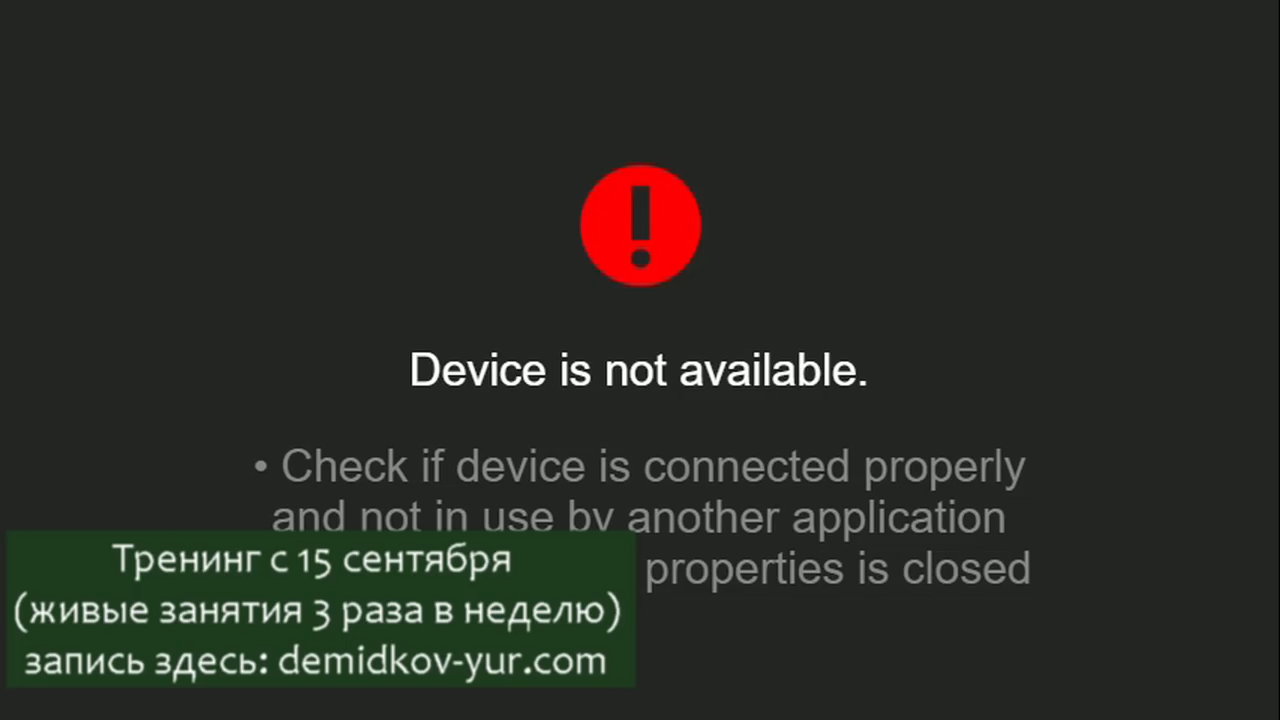 Device is not available.
• Check if device is connected properly
and not in use by another application
properties is closed
Тренинг с 15 сентября
(живые занятия 3 раза в неделю)
запись здесь: demidkov-yur.com